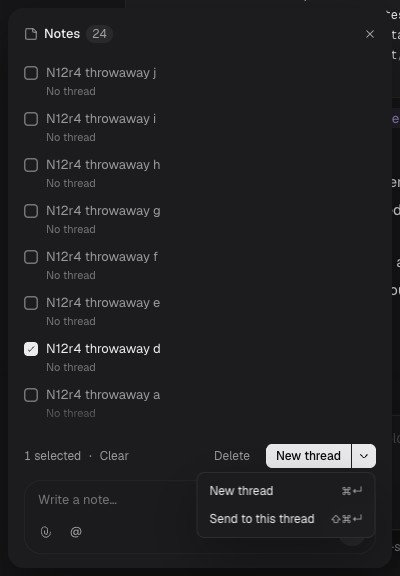 Notes 24
N12r4 throwaway j
No thread
N12r4 throwaway i
No thread
N12r4 throwaway h
No thread
N12r4 throwaway g
No thread
N12r4 throwaway f
No thread
N12r4 throwaway e
No thread
N12r4 throwaway d
No thread
N12r4 throwaway a
No thread
1 selected · Clear Delete New thread
Write a note…
New thread ⌘↵
Send to this thread ⇧⌘↵
@